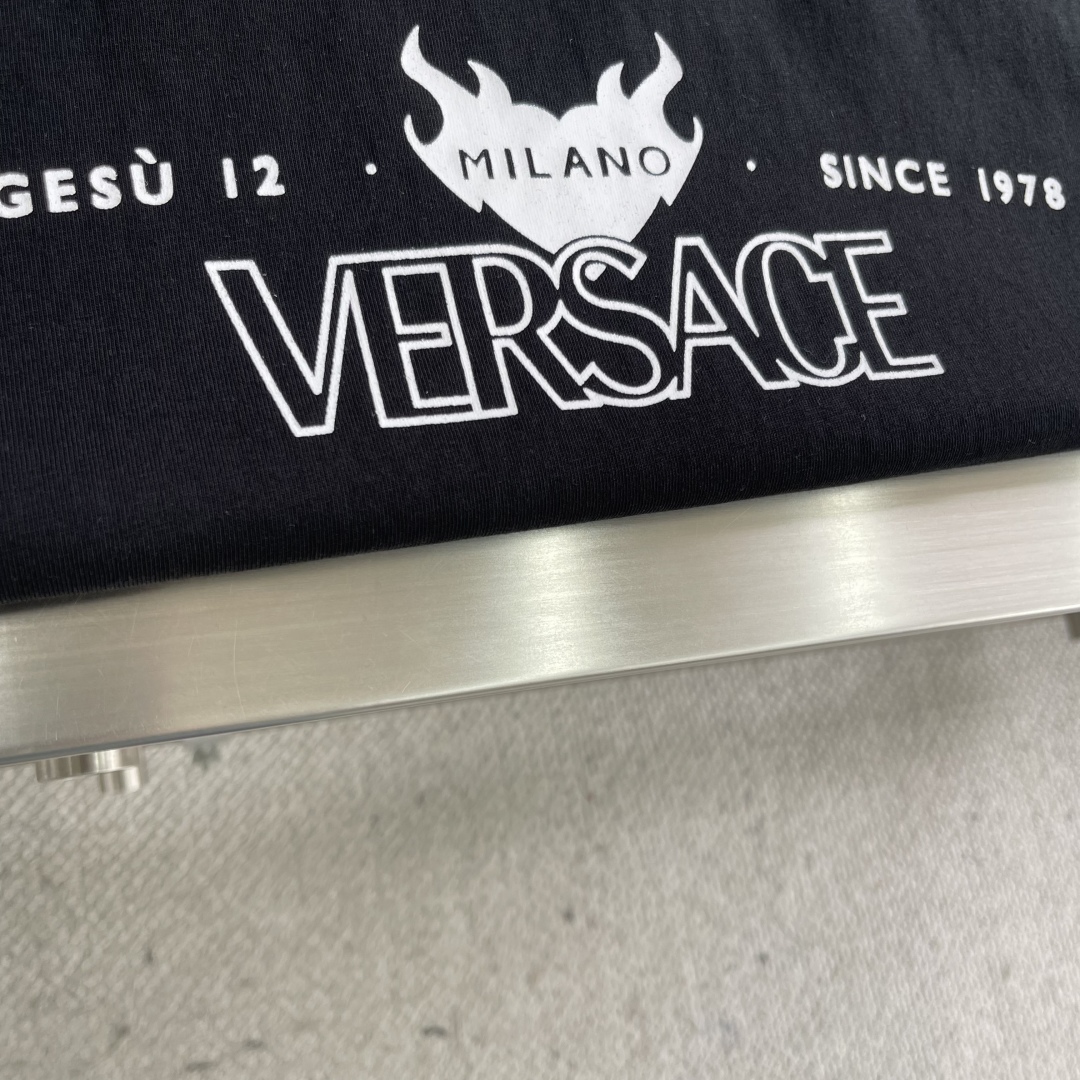 MILANO
GESÙ 12 · · SINCE 1978
VERSACE